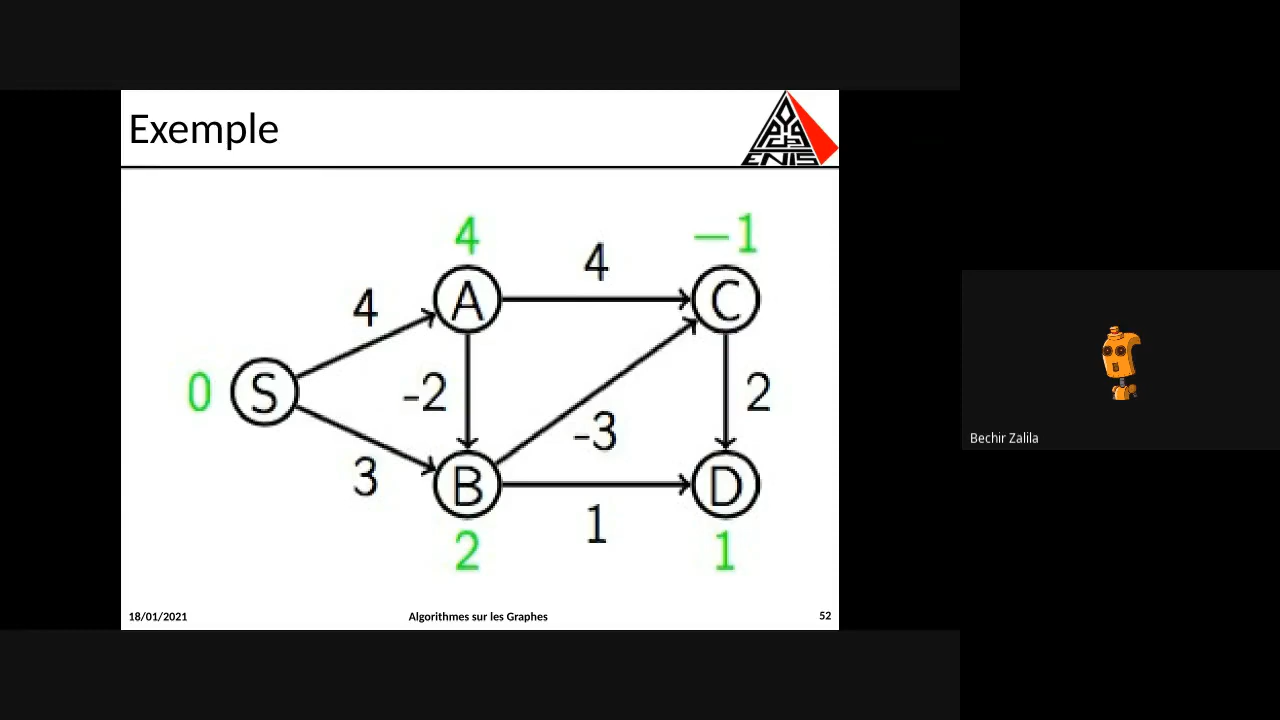 Exemple
ENIS
4
-1
4
A
C
4
0
S
-2
2
-3
3
B
D
1
2
1
Bechir Zalila
18/01/2021
Algorithmes sur les Graphes
52